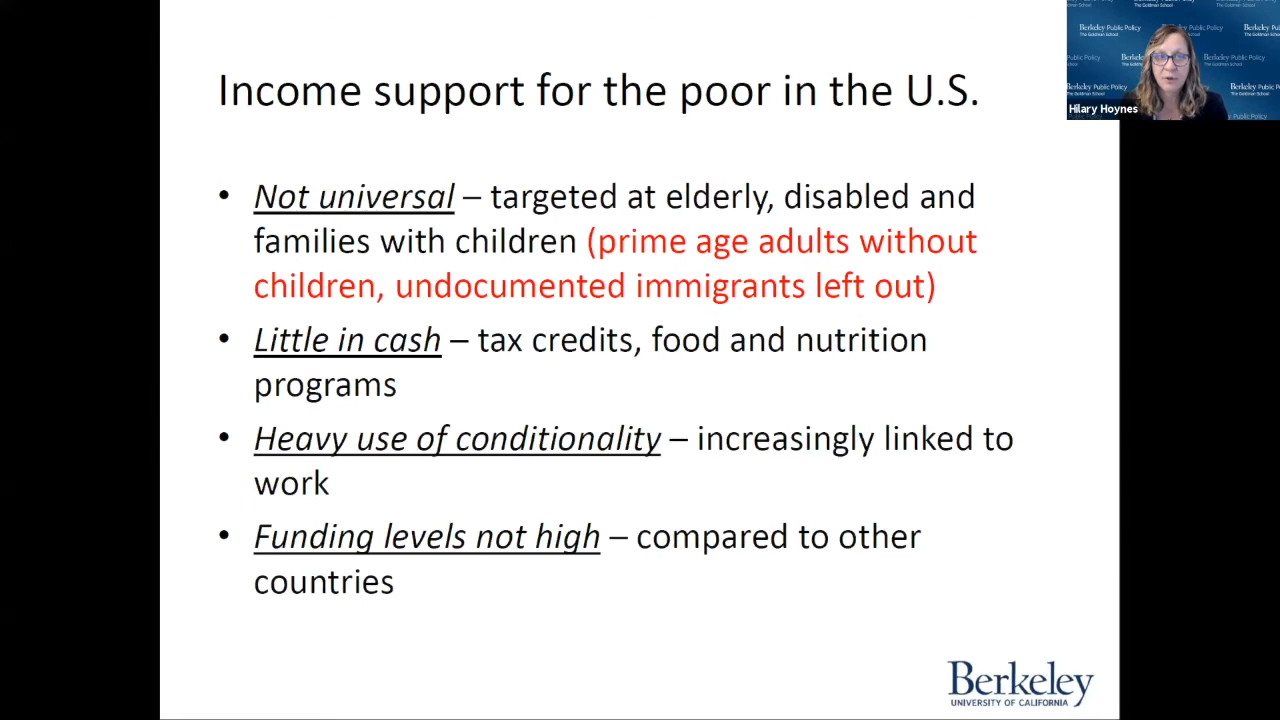 Income support for the poor in the U.S.
• Not universal – targeted at elderly, disabled and
families with children (prime age adults without
children, undocumented immigrants left out)
• Little in cash – tax credits, food and nutrition
programs
• Heavy use of conditionality – increasingly linked to
work
• Funding levels not high – compared to other
countries
Berkeley
UNIVERSITY OF CALIFORNIA
Berkeley Public Policy
The Goldman School
Hilary Hoynes